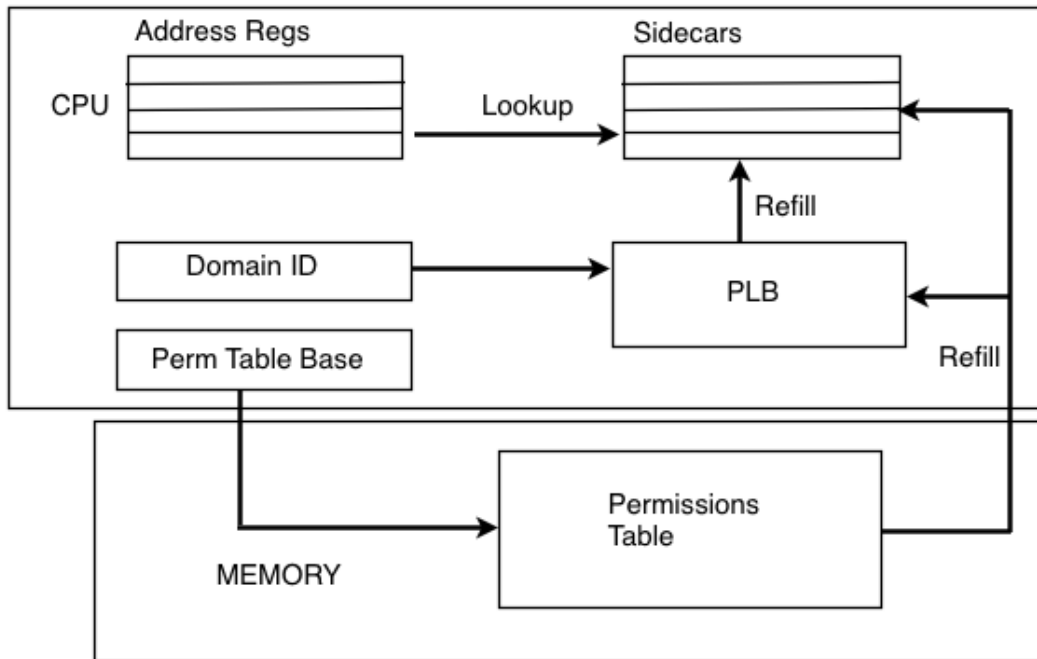 Address Regs
Sidecars
CPU
Lookup
Refill
Domain ID
PLB
Perm Table Base
Refill
Permissions
Table
MEMORY